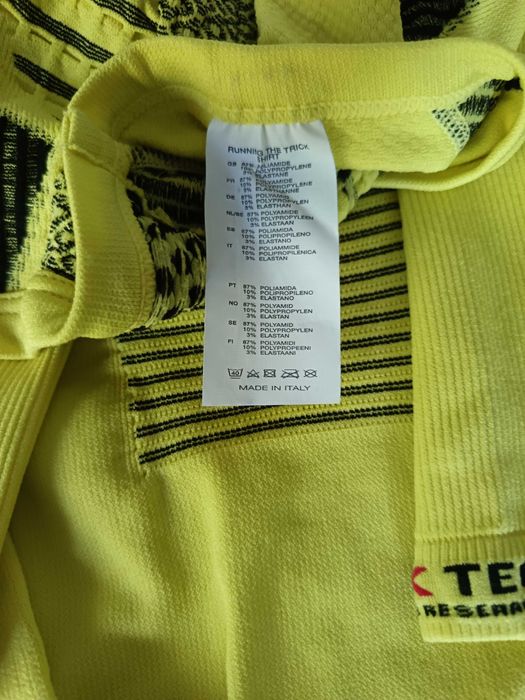 RUNNING THE TRICK
SHIRT
GB 87% POLIAMIDE
10% POLYPROPYLENE
3% ELASTANE
FR 87% POLYAMIDE
10% POLYPROPYLENE
3% ELASTHANNE
DE 87% POLYAMIDE
10% POLYPROPYLEN
3% ELASTHAN
NL/BE 87% POLYAMIDE
10% POLYPROPYLEEN
3% ELASTAAN
ES 87% POLIAMIDA
10% POLIPROPILENO
3% ELASTANO
IT 87% POLIAMMIDE
10% POLIPROPILENICA
3% ELASTAN
PT 87% POLIAMIDA
10% POLIPROPILENO
3% ELASTANO
NO 87% POLYAMID
10% POLYPROPYLEN
3% ELASTAN
SE 87% POLYAMID
10% POLYPROPYLEN
3% ELASTAN
FI 87% POLYAMIDI
10% POLYPROPEENI
3% ELASTAANI
40
MADE IN ITALY
K TEC
RESEAR